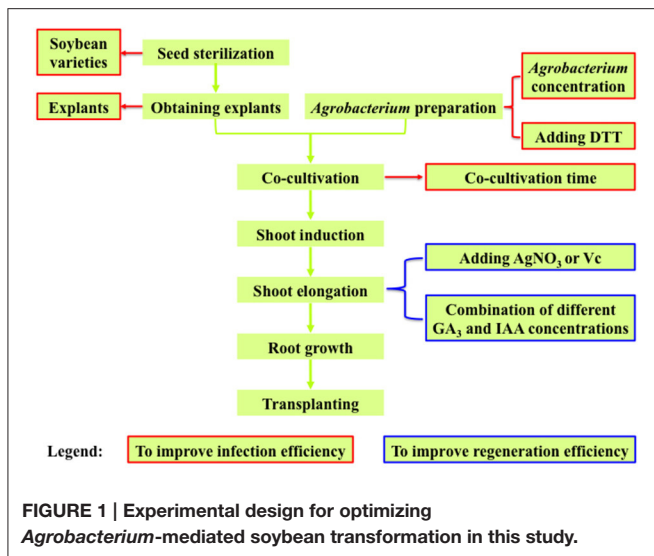 Soybean
varieties
Seed sterilization
Explants
Obtaining explants
Agrobacterium preparation
Agrobacterium
concentration
Adding DTT
Co-cultivation
Co-cultivation time
Shoot induction
Shoot elongation
Adding AgNO₃ or Vc
Combination of different
GA₃ and IAA concentrations
Root growth
Transplanting
Legend: To improve infection efficiency To improve regeneration efficiency
FIGURE 1 | Experimental design for optimizing
Agrobacterium-mediated soybean transformation in this study.